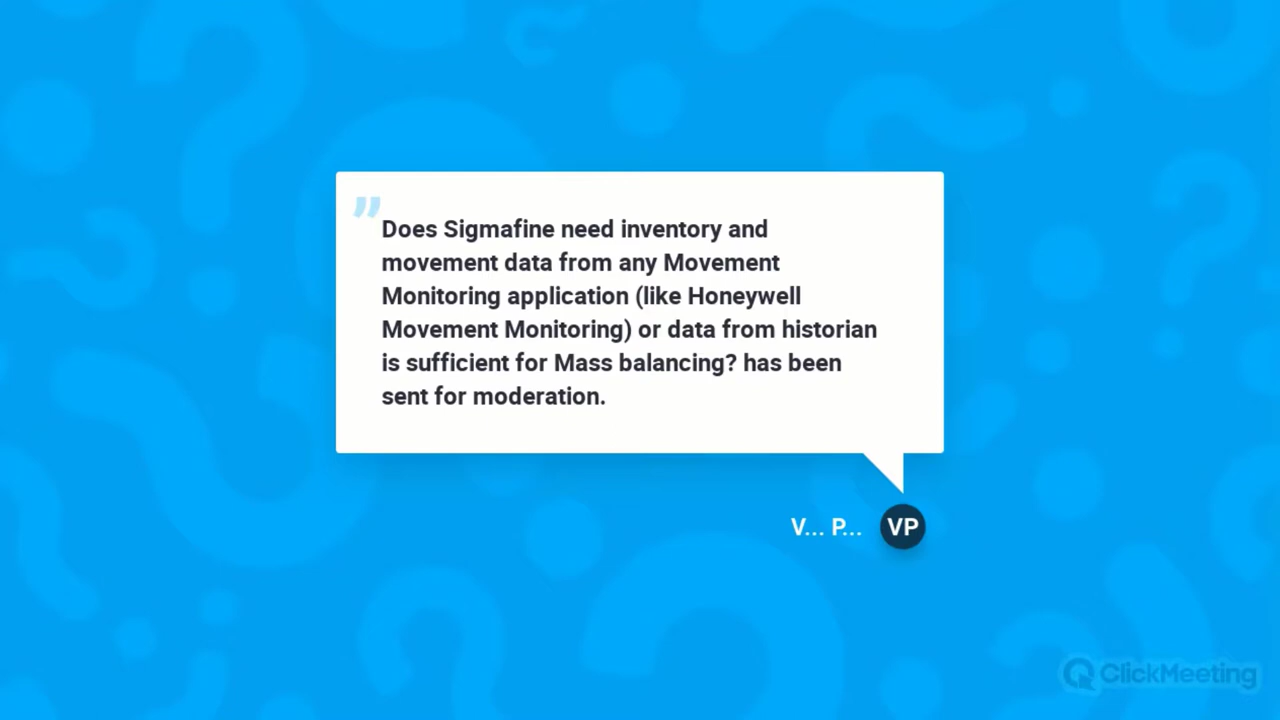 Does Sigmafine need inventory and
movement data from any Movement
Monitoring application (like Honeywell
Movement Monitoring) or data from historian
is sufficient for Mass balancing? has been
sent for moderation.
V... P... VP
ClickMeeting